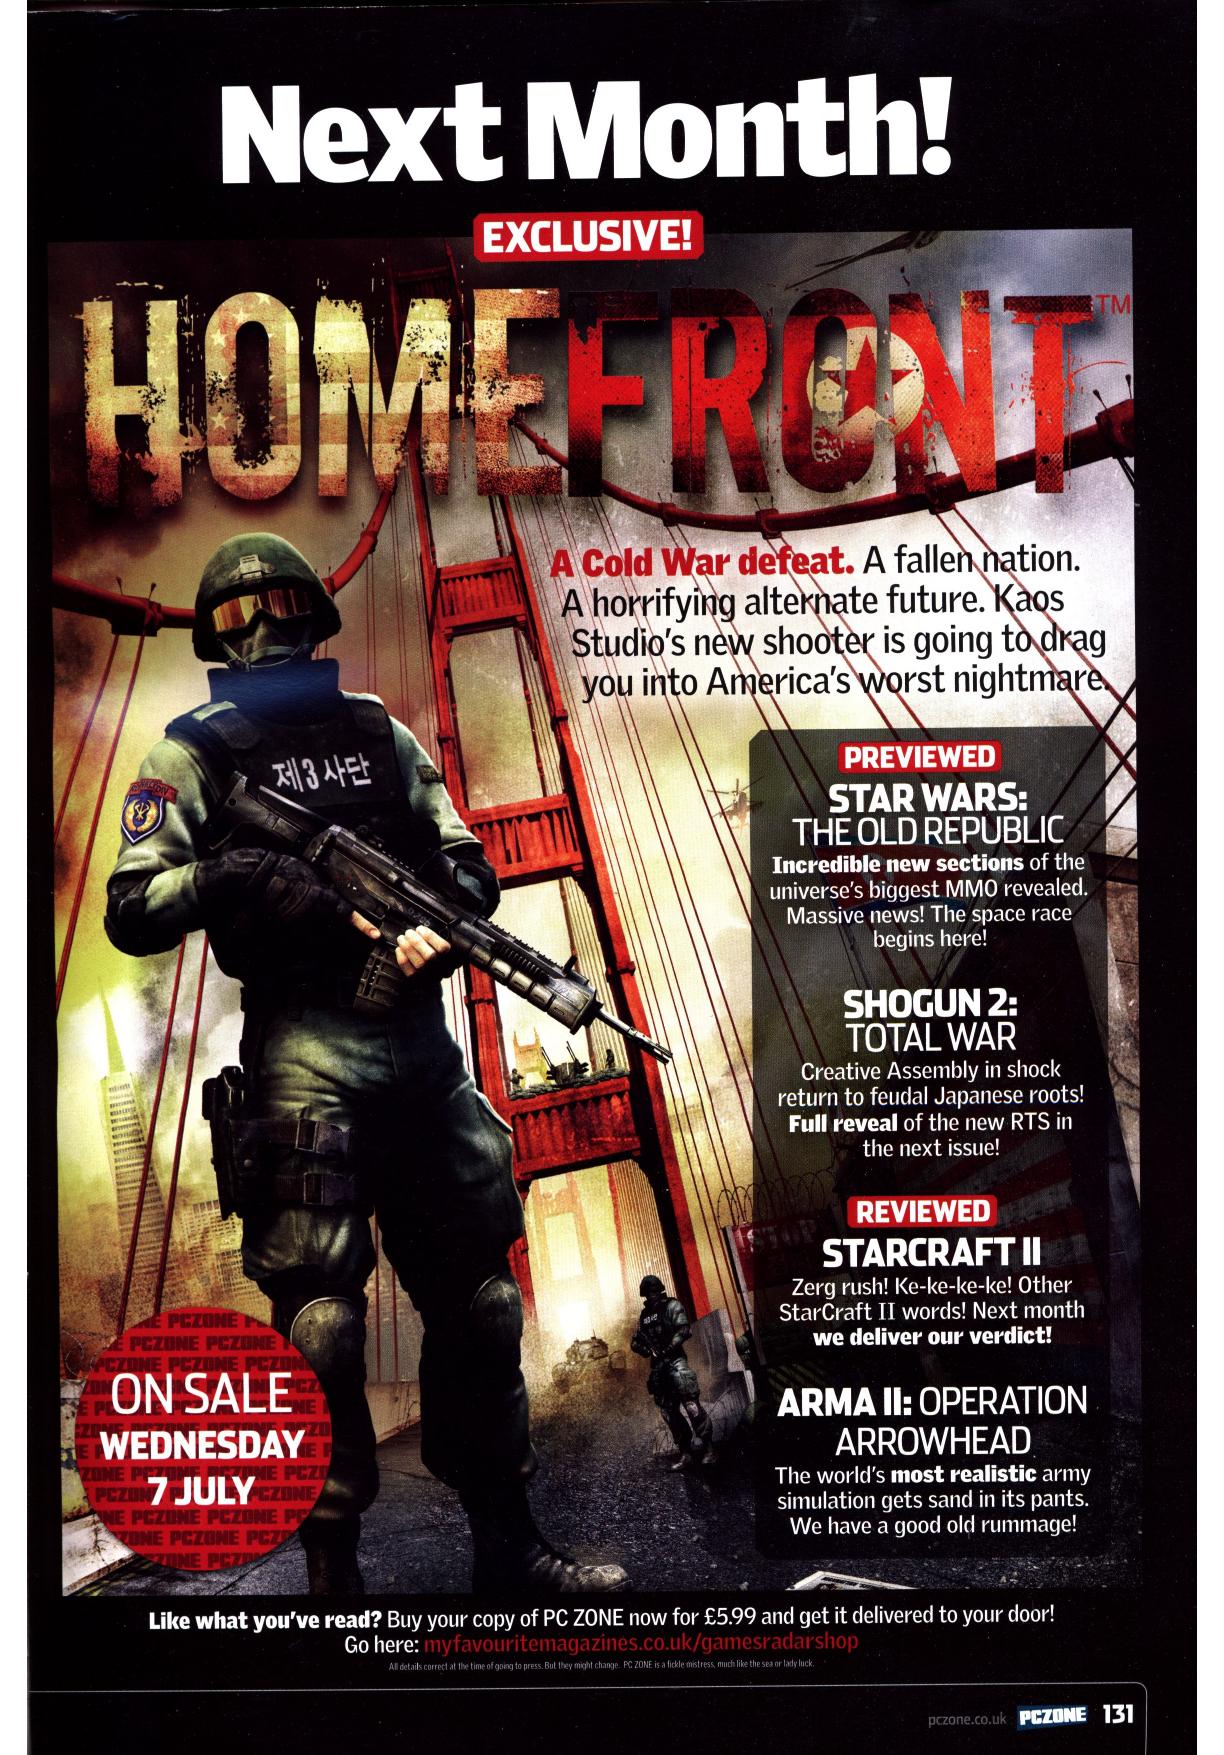 Next Month!
EXCLUSIVE!
HOMEFRONT™
A Cold War defeat. A fallen nation.
A horrifying alternate future. Kaos
Studio's new shooter is going to drag
you into America's worst nightmare.
제3사단
PREVIEWED
STAR WARS:
THE OLD REPUBLIC
Incredible new sections of the
universe's biggest MMO revealed.
Massive news! The space race
begins here!
SHOGUN 2:
TOTAL WAR
Creative Assembly in shock
return to feudal Japanese roots!
Full reveal of the new RTS in
the next issue!
STOP
REVIEWED
STARCRAFT II
Zerg rush! Ke-ke-ke-ke! Other
StarCraft II words! Next month
we deliver our verdict!
ARMA II: OPERATION
ARROWHEAD
The world's most realistic army
simulation gets sand in its pants.
We have a good old rummage!
ON SALE
WEDNESDAY
7 JULY
Like what you've read? Buy your copy of PC ZONE now for £5.99 and get it delivered to your door!
Go here: myfavouritemagazines.co.uk/gamesradarshop
All details correct at the time of going to press. But they might change. PC ZONE is a fickle mistress, much like the sea or lady luck.
pczone.co.uk PCZONE 131